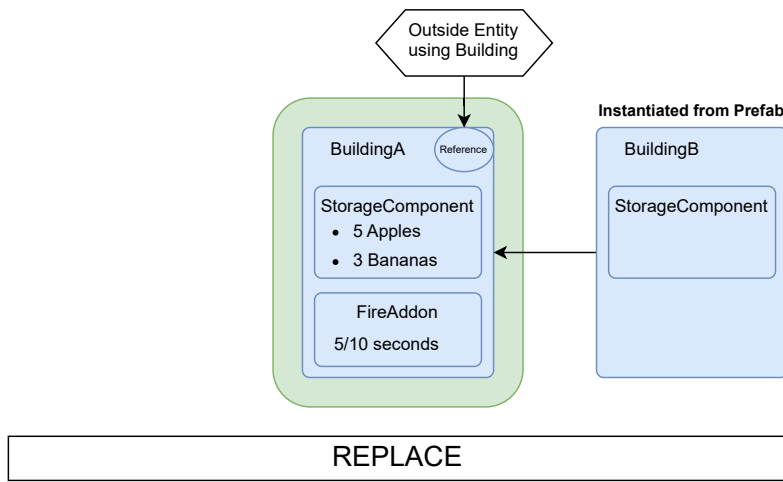 Outside Entity
using Building
Instantiated from Prefab
BuildingA
Reference
BuildingB
StorageComponent
• 5 Apples
• 3 Bananas
StorageComponent
FireAddon
5/10 seconds
REPLACE